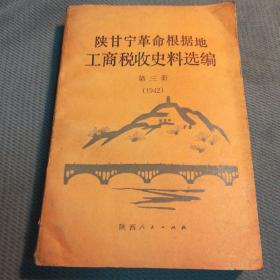 陕甘宁革命根据地
工商税收史料选编
第三册
(1942)
陕西人民出版社